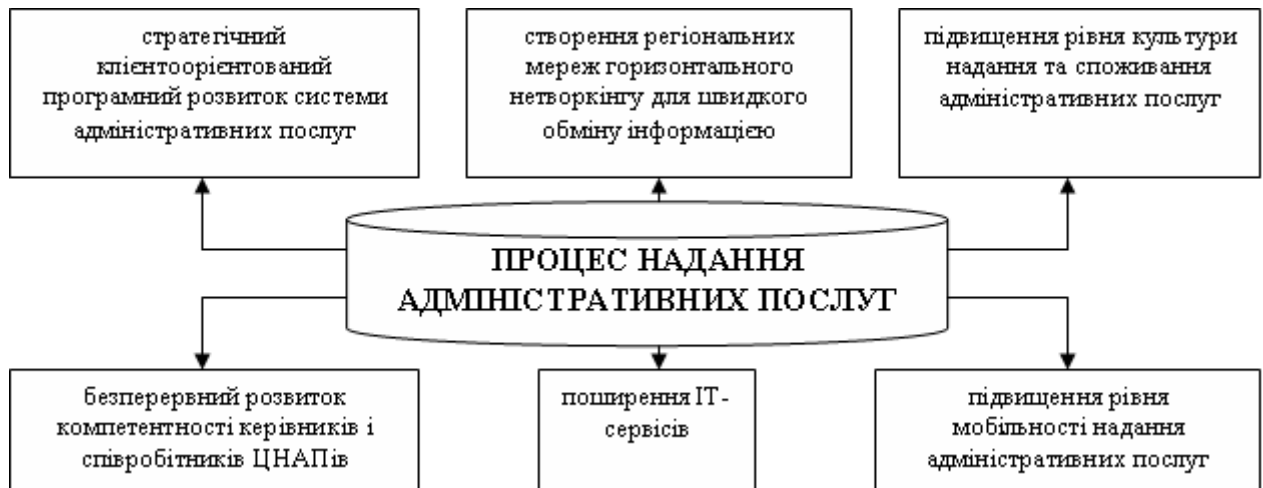 стратегічний
клієнтоорієнтований
програмний розвиток системи
адміністративних послуг
створення регіональних
мереж горизонтального
нетворкінгу для швидкого
обміну інформацією
підвищення рівня культури
надання та споживання
адміністративних послуг
ПРОЦЕС НАДАННЯ
АДМІНІСТРАТИВНИХ ПОСЛУГ
безперервний розвиток
компетентності керівників і
співробітників ЦНАПів
поширення ІТ-
сервісів
підвищення рівня
мобільності надання
адміністративних послуг